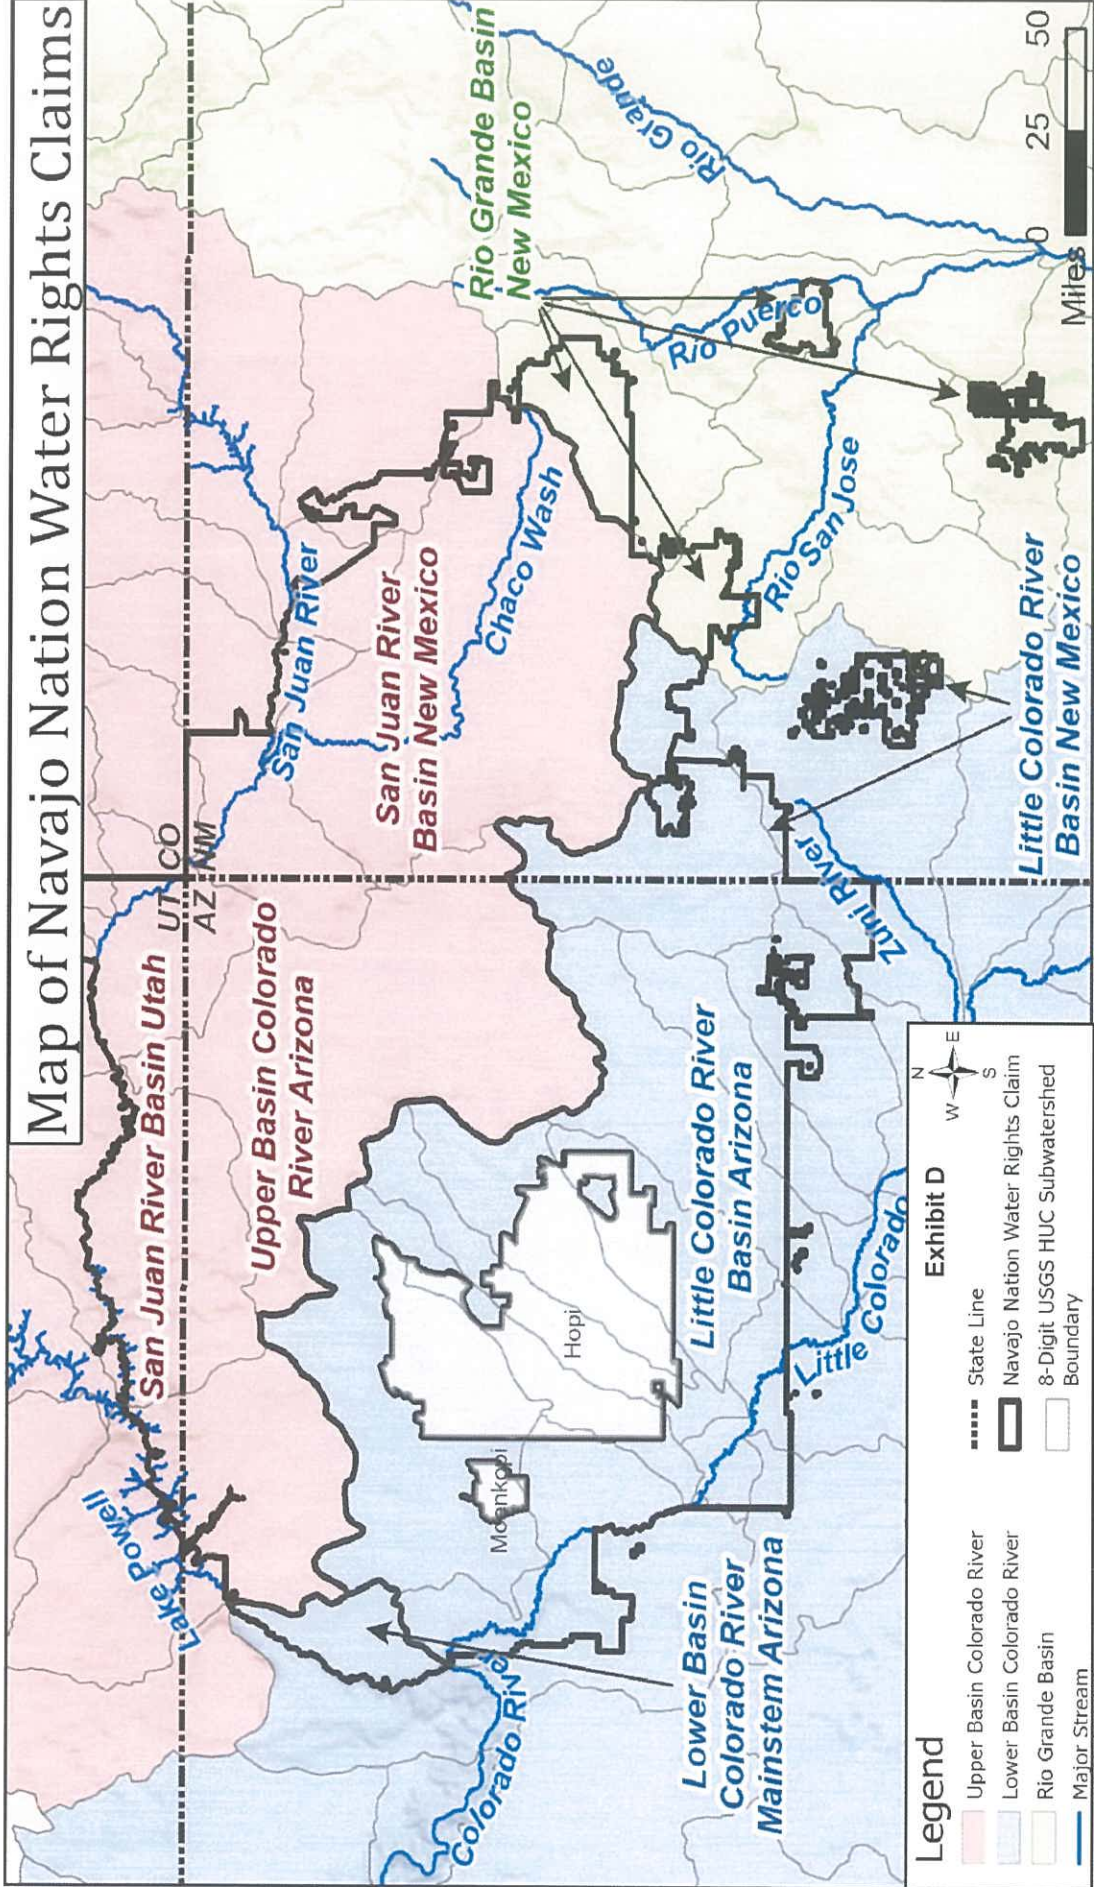 Map of Navajo Nation Water Rights Claims
San Juan River Basin Utah
Upper Basin Colorado
River Arizona
UT
CO
AZ
NM
Lake Powell
San Juan River
San Juan River
Basin New Mexico
Chaco Wash
Rio Grande Basin
New Mexico
Rio Grande
Rio Puerco
Rio San Jose
Moenkopi
Hopi
Little Colorado River
Basin Arizona
Colorado River
Lower Basin
Colorado River
Mainstem Arizona
Little Colorado
Zuni River
Little Colorado River
Basin New Mexico
Legend
Upper Basin Colorado River
Lower Basin Colorado River
Rio Grande Basin
Major Stream
Exhibit D
State Line
Navajo Nation Water Rights Claim
8-Digit USGS HUC Subwatershed
Boundary
N
W
E
S
0 25 50
Miles